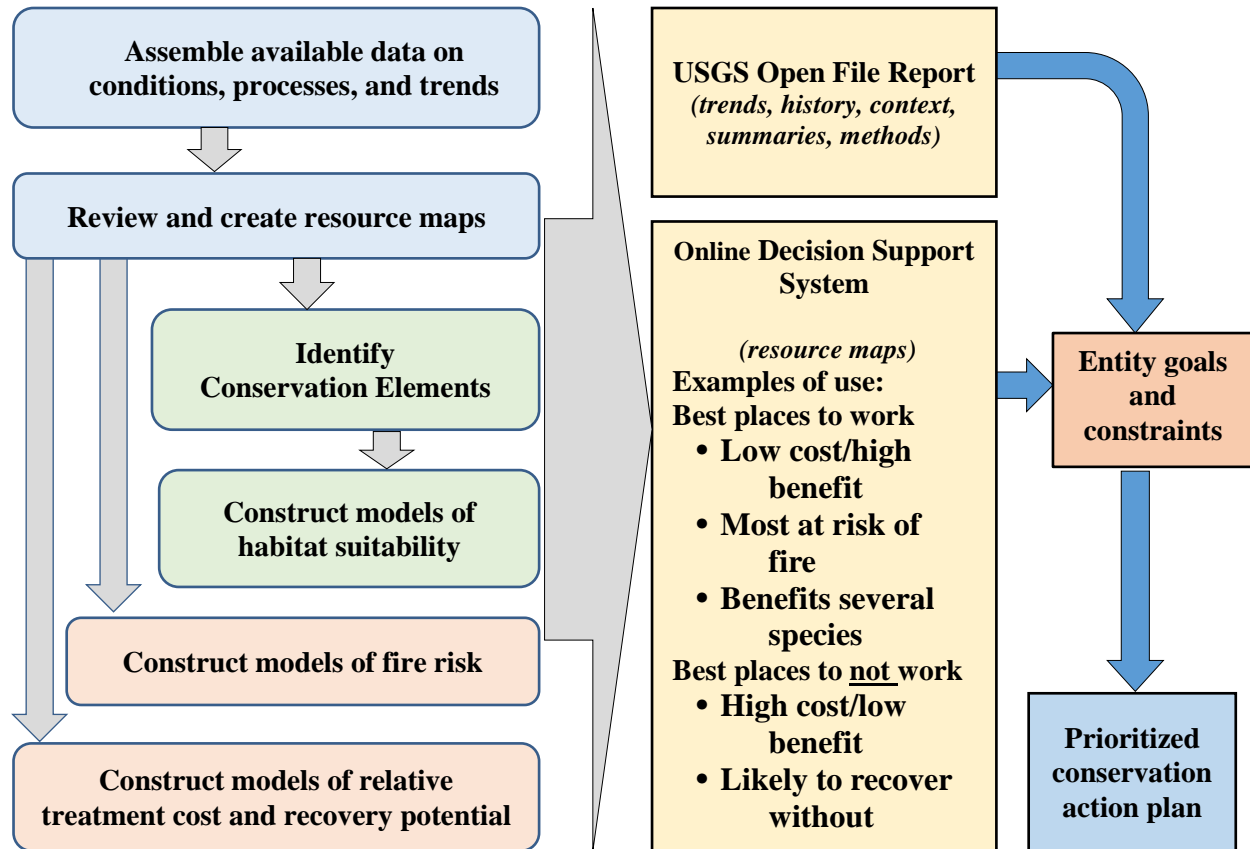 Assemble available data on
conditions, processes, and trends
Review and create resource maps
Identify
Conservation Elements
Construct models of
habitat suitability
Construct models of fire risk
Construct models of relative
treatment cost and recovery potential
USGS Open File Report
(trends, history, context,
summaries, methods)
Online Decision Support
System
(resource maps)
Examples of use:
Best places to work
• Low cost/high
benefit
• Most at risk of
fire
• Benefits several
species
Best places to not work
• High cost/low
benefit
• Likely to recover
without
Entity goals
and
constraints
Prioritized
conservation
action plan